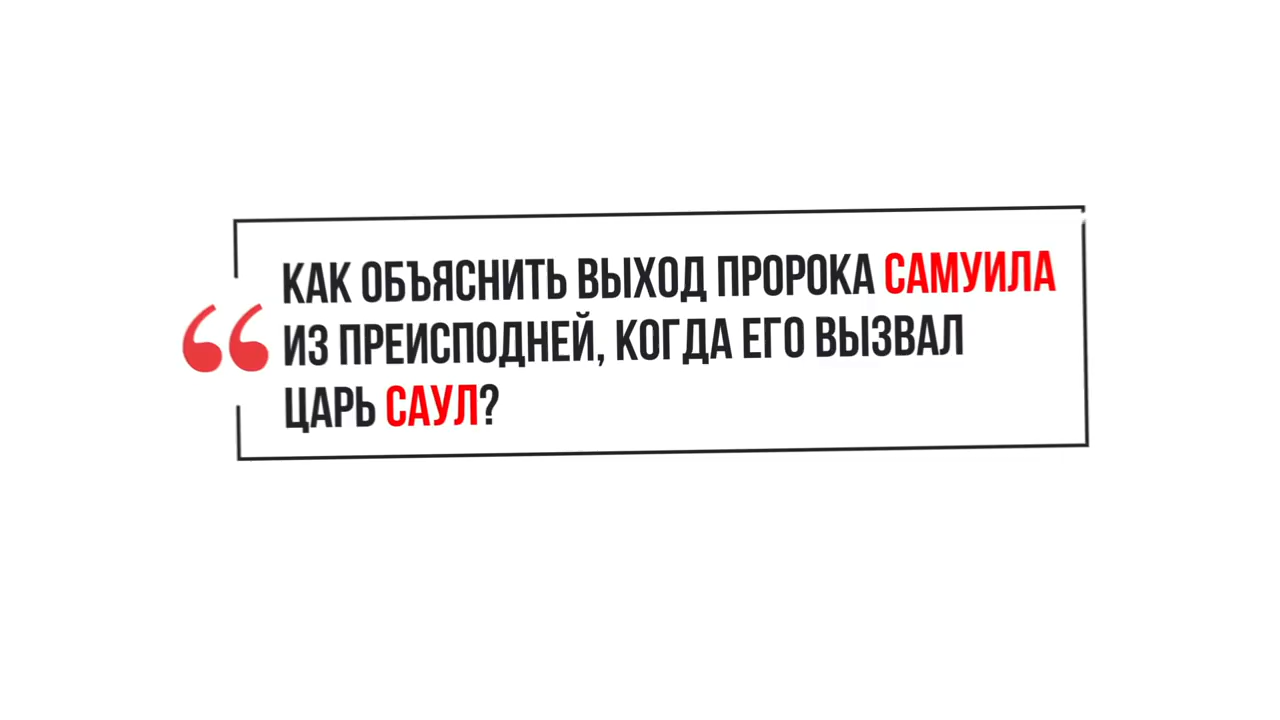 КАК ОБЪЯСНИТЬ ВЫХОД ПРОРОКА САМУИЛА
ИЗ ПРЕИСПОДНЕЙ, КОГДА ЕГО ВЫЗВАЛ
ЦАРЬ САУЛ?